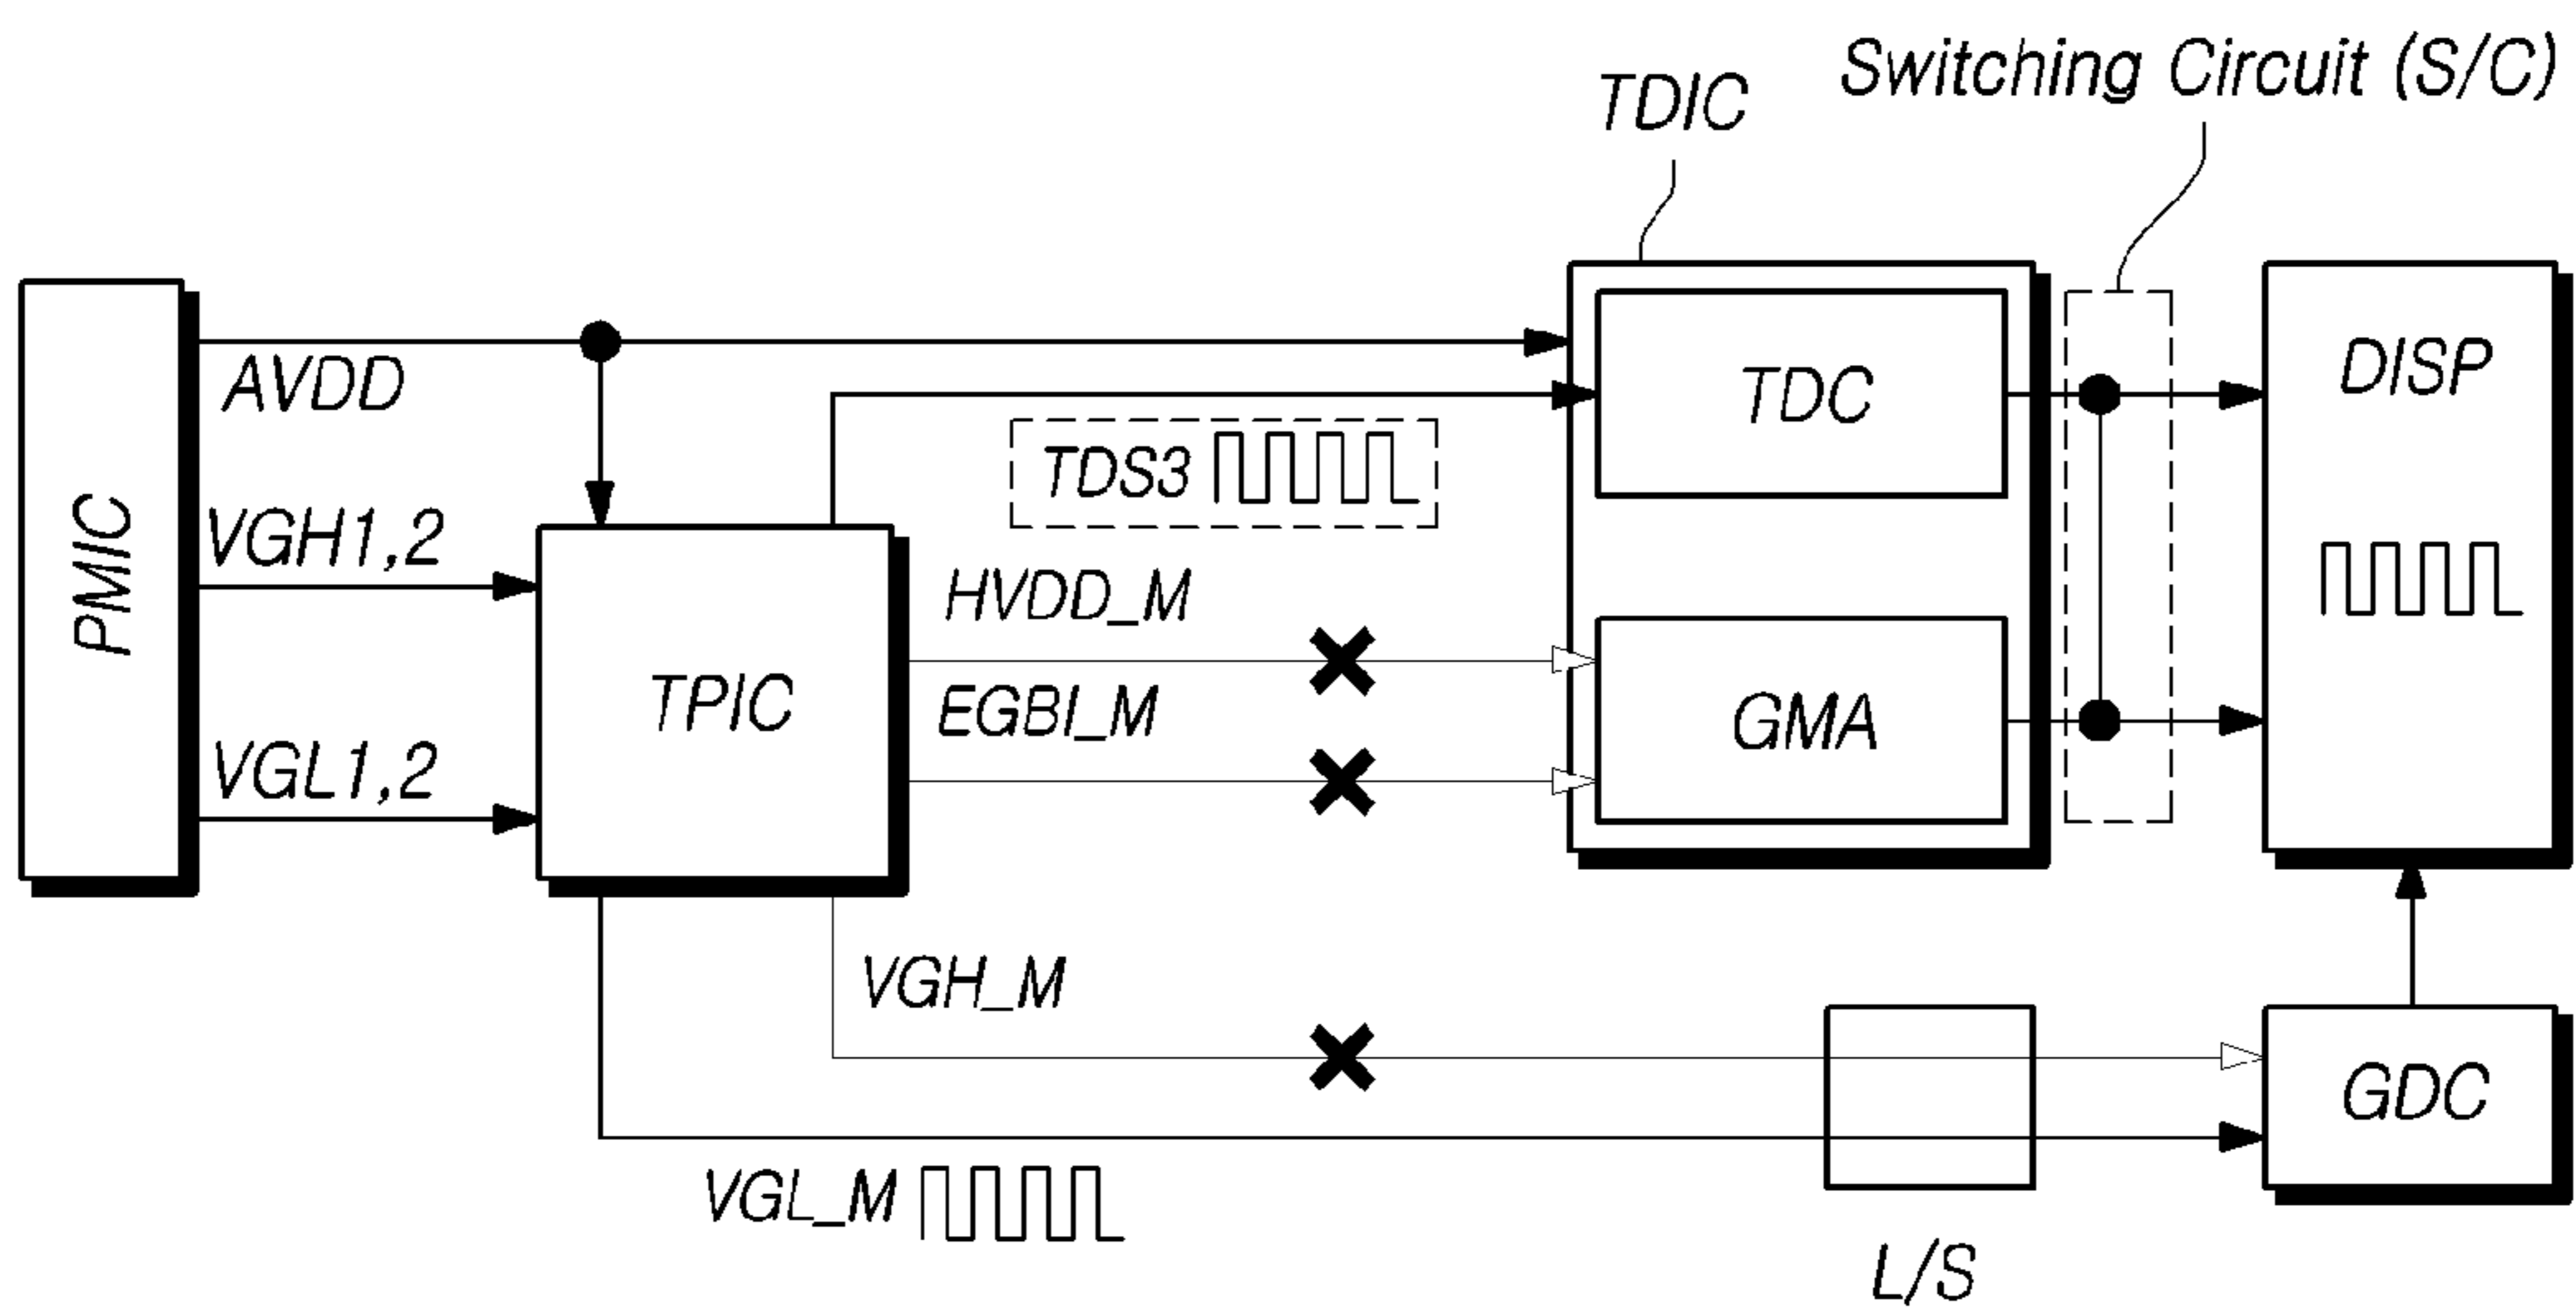 Switching Circuit (S/C)
TDIC
AVDD
TDC
DISP
TDS3
PMIC
VGH1,2
HVDD_M
TPIC
EGBI_M
GMA
VGL1,2
VGH_M
GDC
VGL_M
L/S